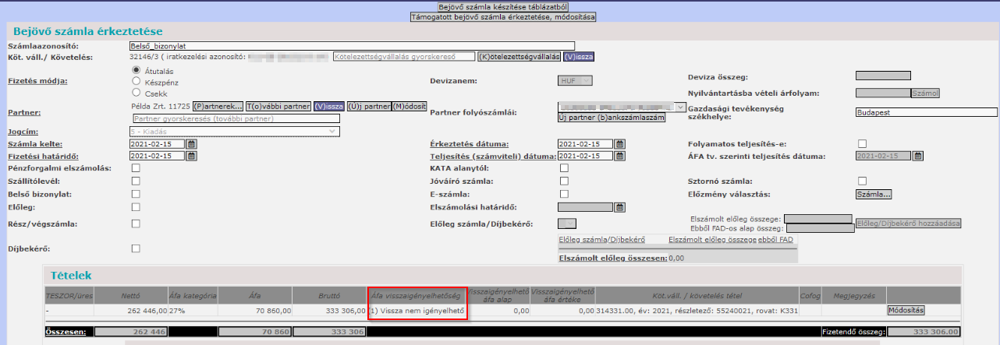 Bejövő számla készítése táblázatból
Támogatott bejövő számla érkeztetése, módosítása
Bejövő számla érkeztetése
Számlaazonosító: Belső_bizonylat
Köt. váll./ Követelés: 32146/3 ( iratkezelési azonosító: Kötelezettségvállalás gyorskereső (K)ötelezettségvállalás (V)issza
Fizetés módja: Átutalás Készpénz Csekk Devizanem: HUF Deviza összeg:
Nyilvántartásba vételi árfolyam: Számol
Partner: Példa Zrt. 11725 (P)artnerek... T(o)vábbi partner (V)issza (Ú)j partner (M)ódosít
Partner gyorskeresés (további partner)
Partner folyószámlái: Új partner (b)ankszámlaszám
Gazdasági tevékenység székhelye: Budapest
Jogcím: 5 - Kiadás
Számla kelte: 2021-02-15 Érkeztetés dátuma: 2021-02-15 Folyamatos teljesítés-e:
Fizetési határidő: 2021-02-15 Teljesítés (számviteli) dátuma: 2021-02-15 ÁFA tv. szerinti teljesítés dátuma: 2021-02-15
Pénzforgalmi elszámolás: KATA alanytól:
Szállítólevél: Jóváíró számla: Sztornó számla:
Belső bizonylat: E-számla: Előzmény választás: Számla...
Előleg: Elszámolási határidő:
Rész/végszámla: Előleg számla/Díjbekérő: Elszámolt előleg összege:
Ebből FAD-os alap összeg: Előleg/Díjbekérő hozzáadása
Előleg számla/Díjbekérő Elszámolt előleg összege ebből FAD
Díjbekérő: Elszámolt előleg összesen: 0,00
Tételek
TESZOR/üres Nettó Áfa kategória Áfa Bruttó Áfa visszaigényelhetőség Visszaigényelhető áfa alap Visszaigényelhető áfa értéke Köt.váll. / követelés tétel Cofog Megjegyzés
- 262 446,00 27% 70 860,00 333 306,00 (1) Vissza nem igényelhető 0,00 0,00 314331.00, év: 2021, részletező: 55240021, rovat: K331 Módosítás
Összesen: 262 446 70 860 333 306 Fizetendő összeg: 333 306.00